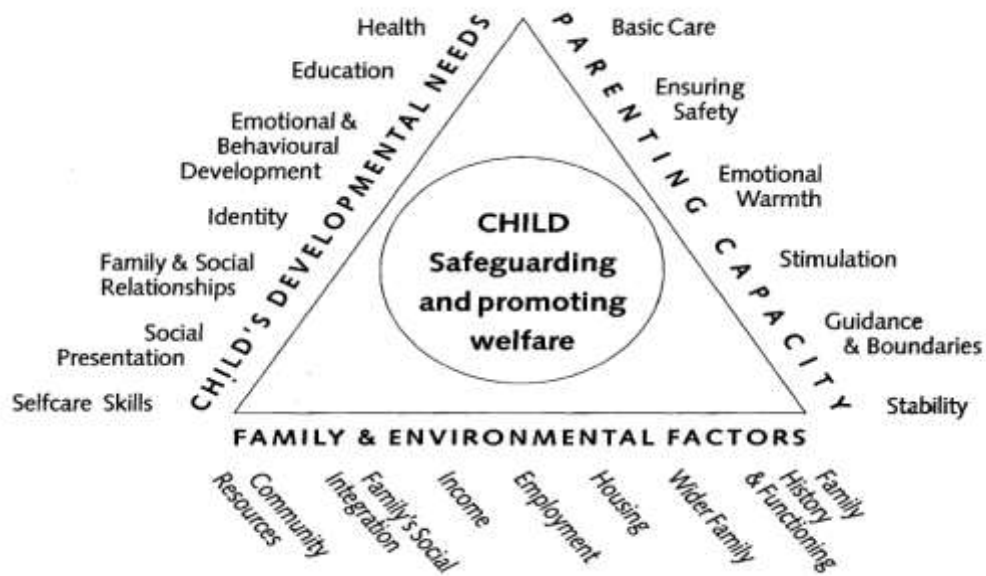 Health
Education
Emotional &
Behavioural
Development
Identity
Family & Social
Relationships
Social
Presentation
Selfcare Skills
CHILD'S DEVELOPMENTAL NEEDS
CHILD
Safeguarding
and promoting
welfare
PARENTING CAPACITY
Basic Care
Ensuring
Safety
Emotional
Warmth
Stimulation
Guidance
& Boundaries
Stability
FAMILY & ENVIRONMENTAL FACTORS
Community
Resources
Family's Social
Integration
Income
Employment
Housing
Wider Family
Family
History
& Functioning